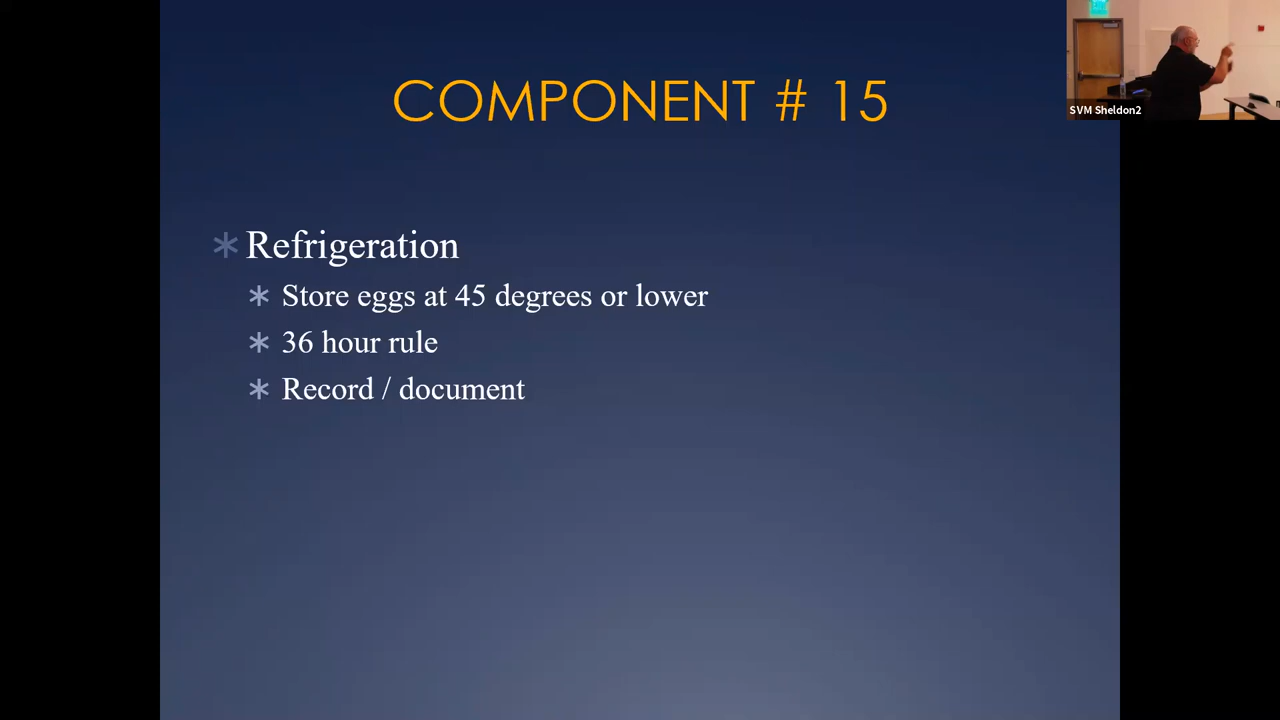 COMPONENT # 15
SVM Sheldon2
Refrigeration
Store eggs at 45 degrees or lower
36 hour rule
Record / document